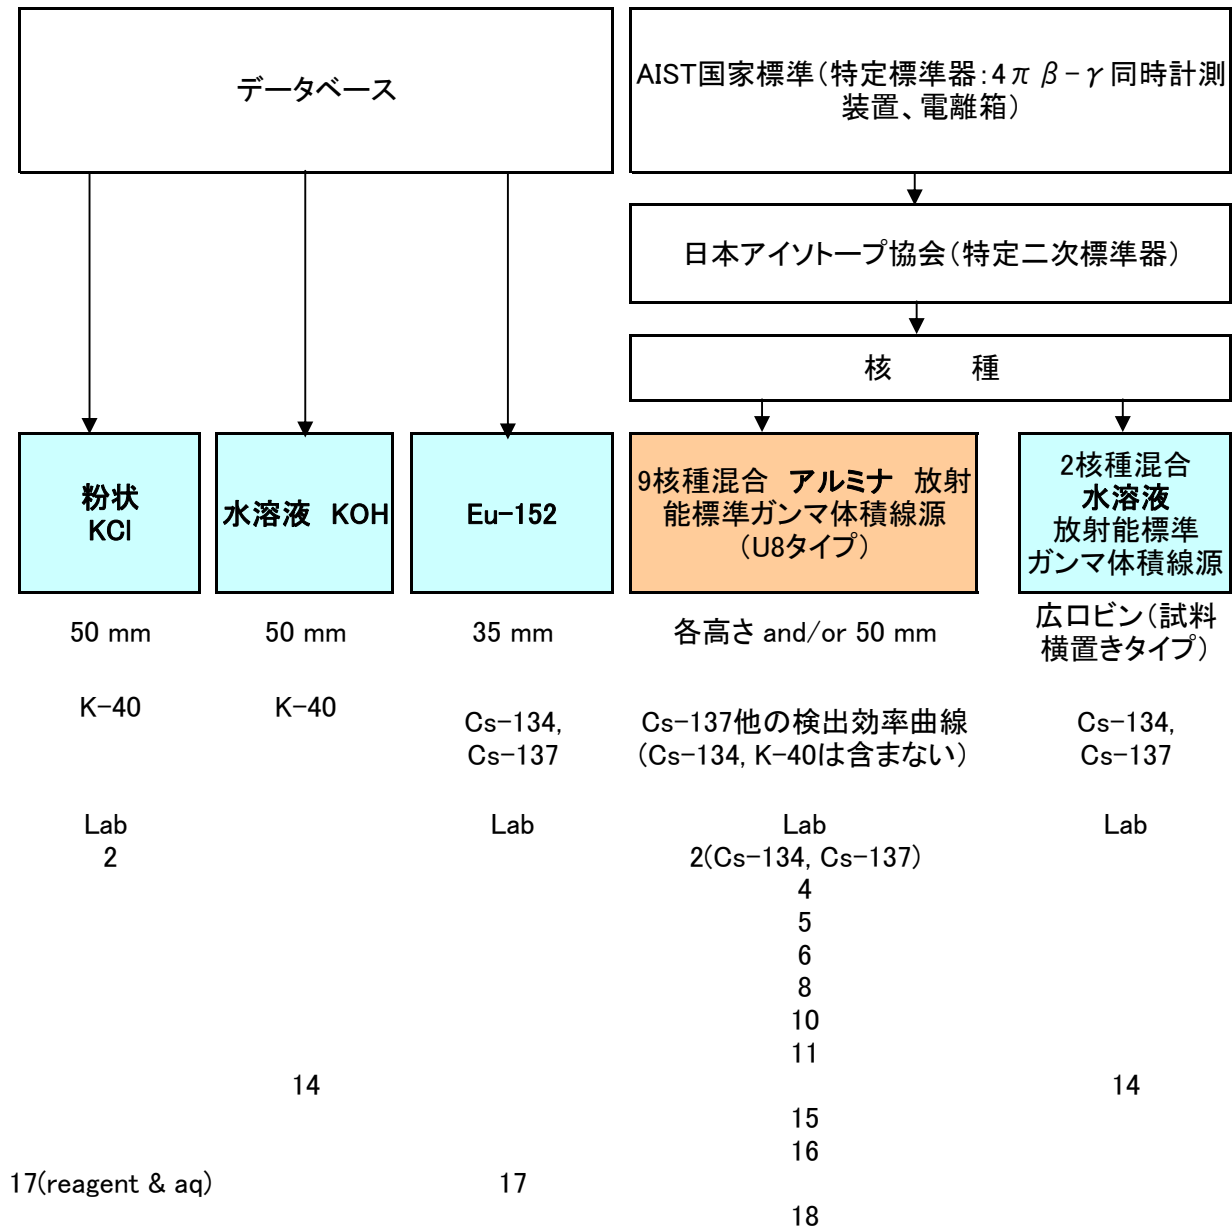 データベース
AIST国家標準(特定標準器:4πβ-γ同時計測
装置、電離箱)
日本アイソトープ協会(特定二次標準器)
核　　　種
粉状
KCl
水溶液 KOH
Eu-152
9核種混合 アルミナ 放射
能標準ガンマ体積線源
(U8タイプ)
2核種混合
水溶液
放射能標準
ガンマ体積線源
50 mm
50 mm
35 mm
各高さ and/or 50 mm
広口ビン(試料
横置きタイプ)
K-40
K-40
Cs-134,
Cs-137
Cs-137他の検出効率曲線
(Cs-134, K-40は含まない)
Cs-134,
Cs-137
Lab
Lab
Lab
Lab
2
2(Cs-134, Cs-137)
4
5
6
8
10
11
14
14
15
16
17(reagent & aq)
17
18